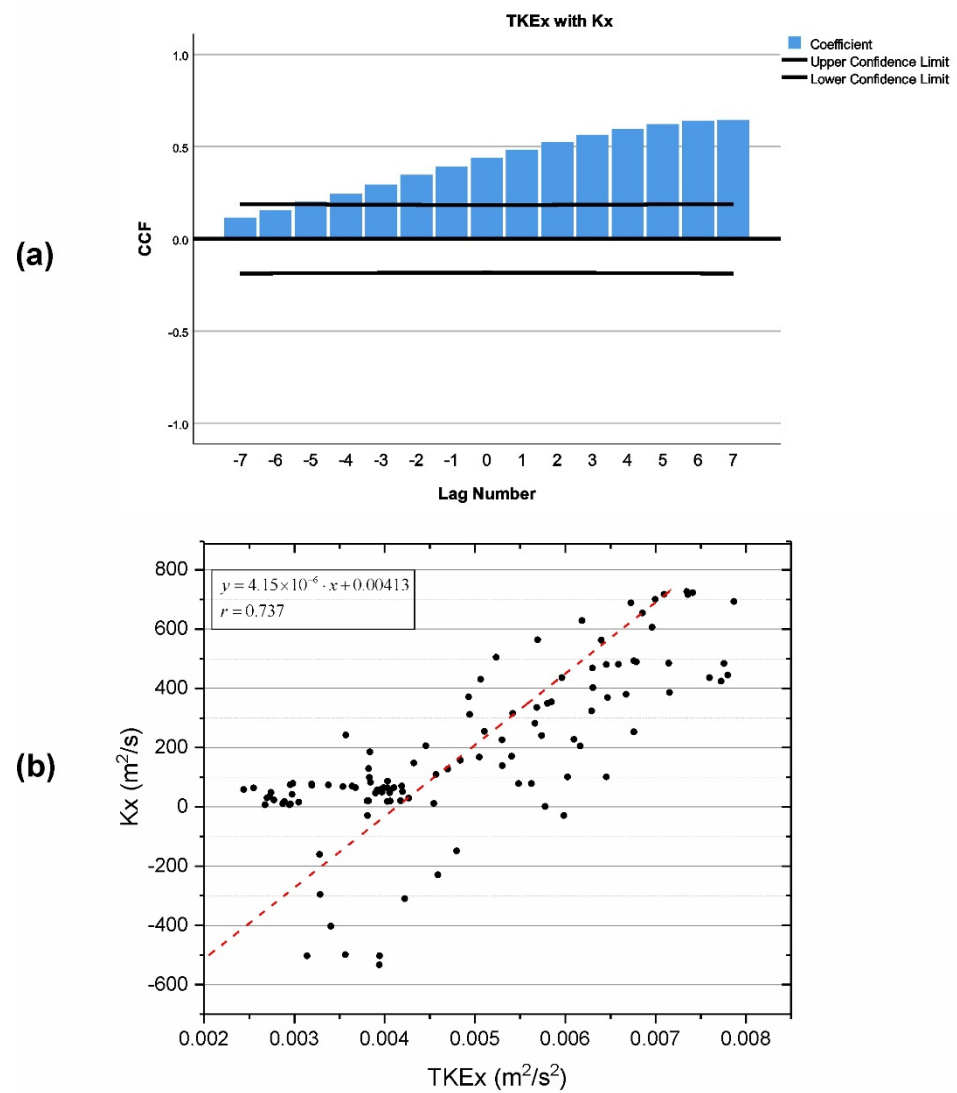 TKEx with Kx
Coefficient
Upper Confidence Limit
Lower Confidence Limit
1.0
0.5
0.0
-0.5
-1.0
CCF
(a)
-7 -6 -5 -4 -3 -2 -1 0 1 2 3 4 5 6 7
Lag Number
y = 4.15×10⁻⁶ · x + 0.00413
r = 0.737
800
600
400
200
0
-200
-400
-600
Kx (m²/s)
(b)
0.002 0.003 0.004 0.005 0.006 0.007 0.008
TKEx (m²/s²)